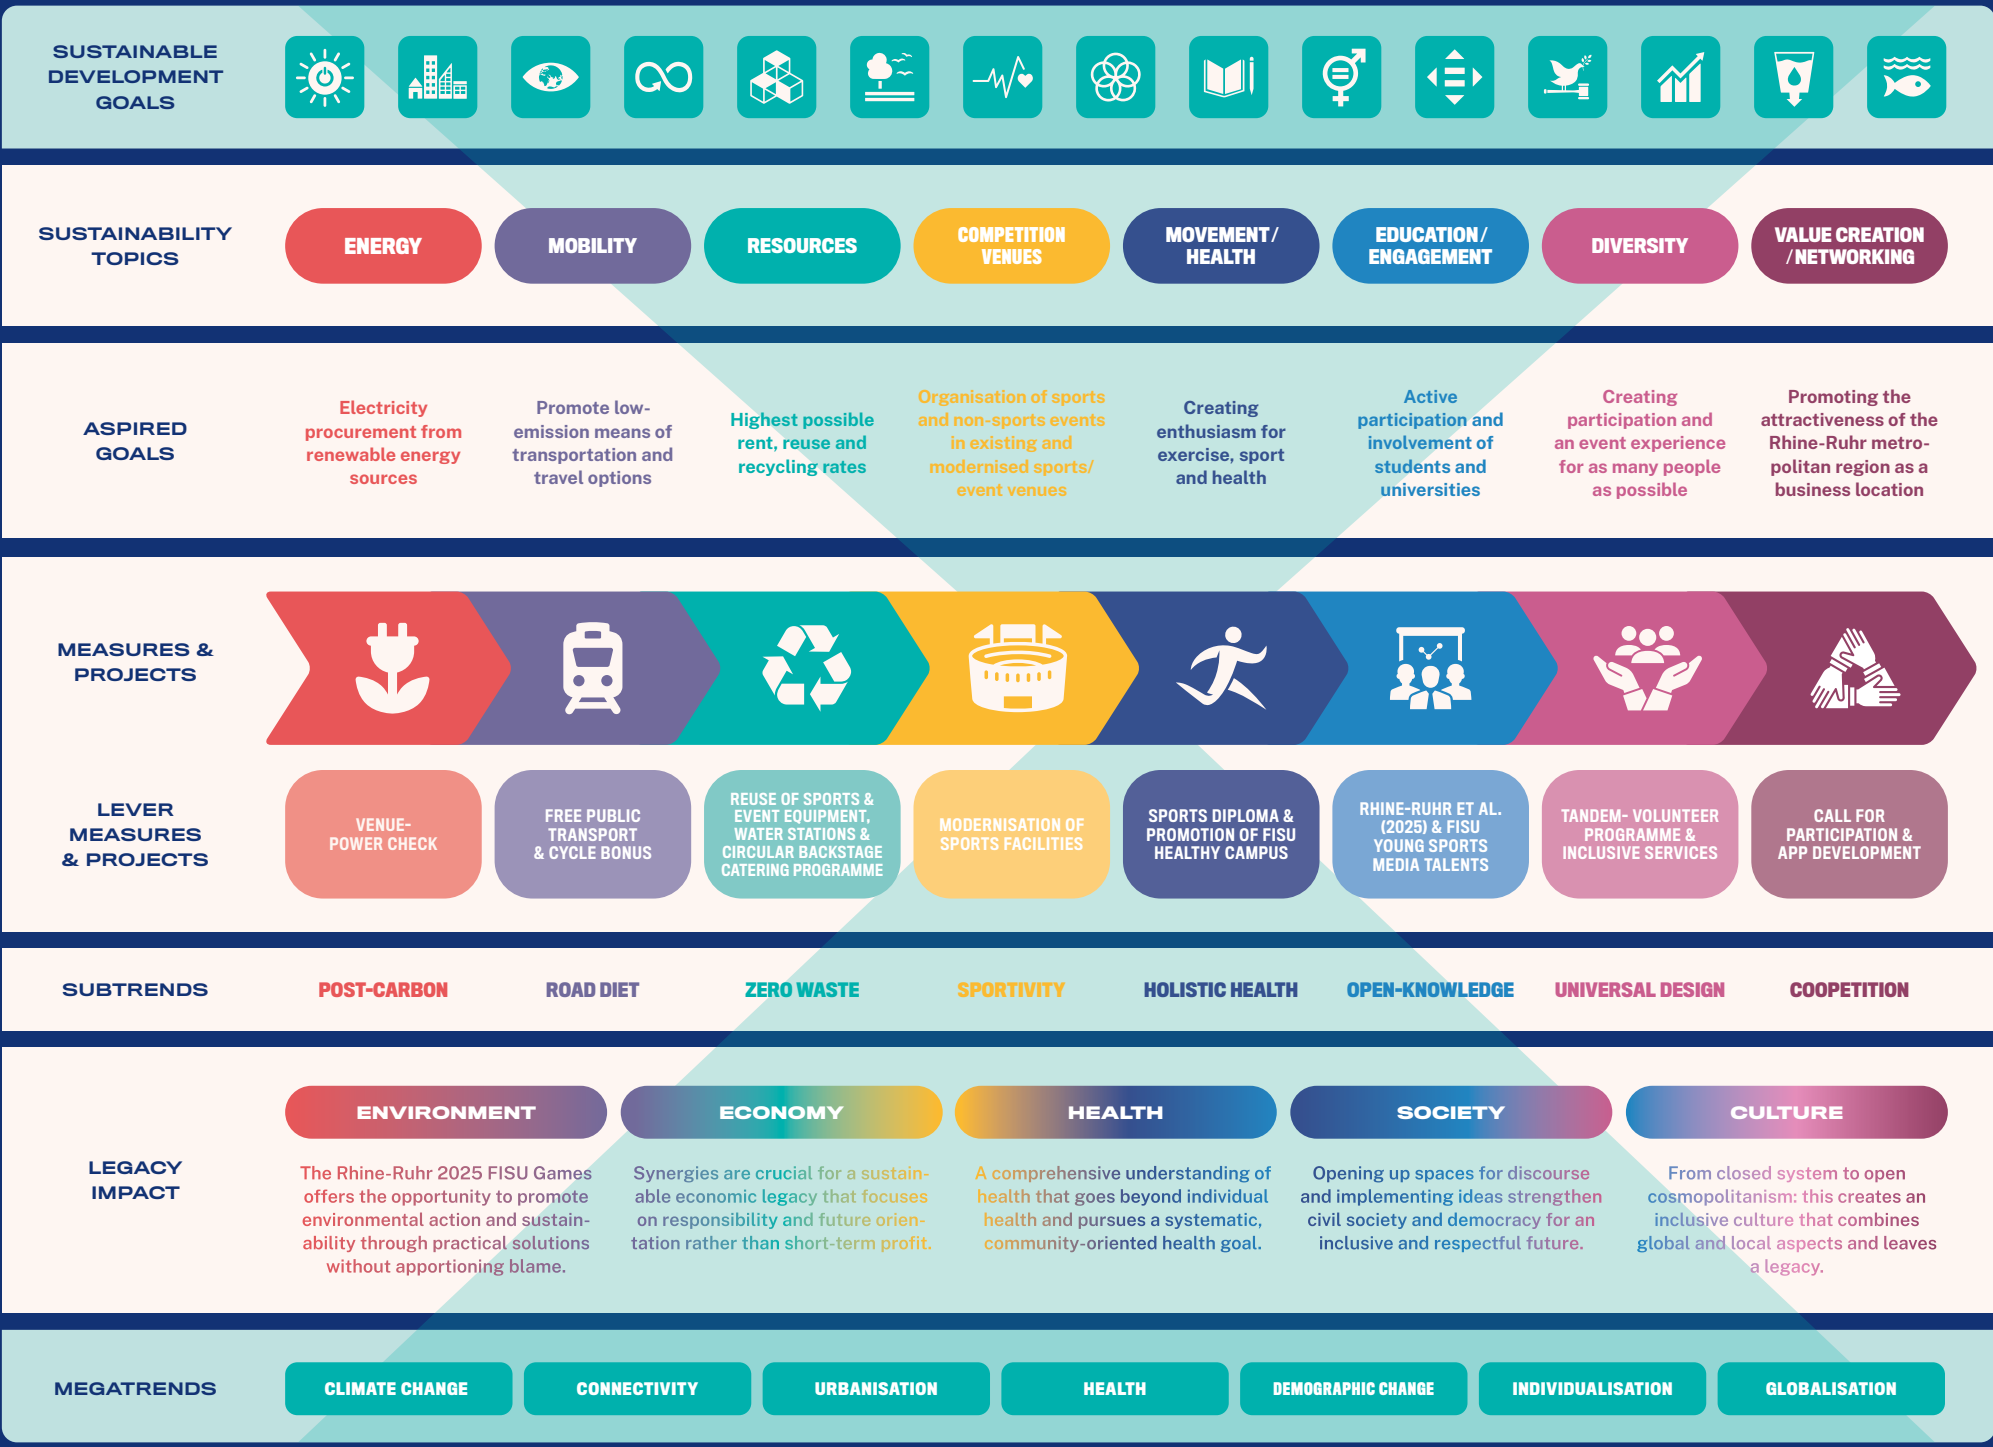 SUSTAINABLE
DEVELOPMENT
GOALS
SUSTAINABILITY
TOPICS
ENERGY
MOBILITY
RESOURCES
COMPETITION
VENUES
MOVEMENT/
HEALTH
EDUCATION/
ENGAGEMENT
DIVERSITY
VALUE CREATION
/NETWORKING
ASPIRED
GOALS
Electricity
procurement from
renewable energy
sources
Promote low-
emission means of
transportation and
travel options
Highest possible
rent, reuse and
recycling rates
Organisation of sports
and non-sports events
in existing and
modernised sports/
event venues
Creating
enthusiasm for
exercise, sport
and health
Active
participation and
involvement of
students and
universities
Creating
participation and
an event experience
for as many people
as possible
Promoting the
attractiveness of the
Rhine-Ruhr metro-
politan region as a
business location
MEASURES &
PROJECTS
LEVER
MEASURES
& PROJECTS
VENUE-
POWER CHECK
FREE PUBLIC
TRANSPORT
& CYCLE BONUS
REUSE OF SPORTS &
EVENT EQUIPMENT,
WATER STATIONS &
CIRCULAR BACKSTAGE
CATERING PROGRAMME
MODERNISATION OF
SPORTS FACILITIES
SPORTS DIPLOMA &
PROMOTION OF FISU
HEALTHY CAMPUS
RHINE-RUHR ET AL.
(2025) & FISU
YOUNG SPORTS
MEDIA TALENTS
TANDEM- VOLUNTEER
PROGRAMME &
INCLUSIVE SERVICES
CALL FOR
PARTICIPATION &
APP DEVELOPMENT
SUBTRENDS
POST-CARBON
ROAD DIET
ZERO WASTE
SPORTIVITY
HOLISTIC HEALTH
OPEN-KNOWLEDGE
UNIVERSAL DESIGN
COOPETITION
LEGACY
IMPACT
ENVIRONMENT
The Rhine-Ruhr 2025 FISU Games
offers the opportunity to promote
environmental action and sustain-
ability through practical solutions
without apportioning blame.
ECONOMY
Synergies are crucial for a sustain-
able economic legacy that focuses
on responsibility and future orien-
tation rather than short-term profit.
HEALTH
A comprehensive understanding of
health that goes beyond individual
health and pursues a systematic,
community-oriented health goal.
SOCIETY
Opening up spaces for discourse
and implementing ideas strengthen
civil society and democracy for an
inclusive and respectful future.
CULTURE
From closed system to open
cosmopolitanism: this creates an
inclusive culture that combines
global and local aspects and leaves
a legacy.
MEGATRENDS
CLIMATE CHANGE
CONNECTIVITY
URBANISATION
HEALTH
DEMOGRAPHIC CHANGE
INDIVIDUALISATION
GLOBALISATION